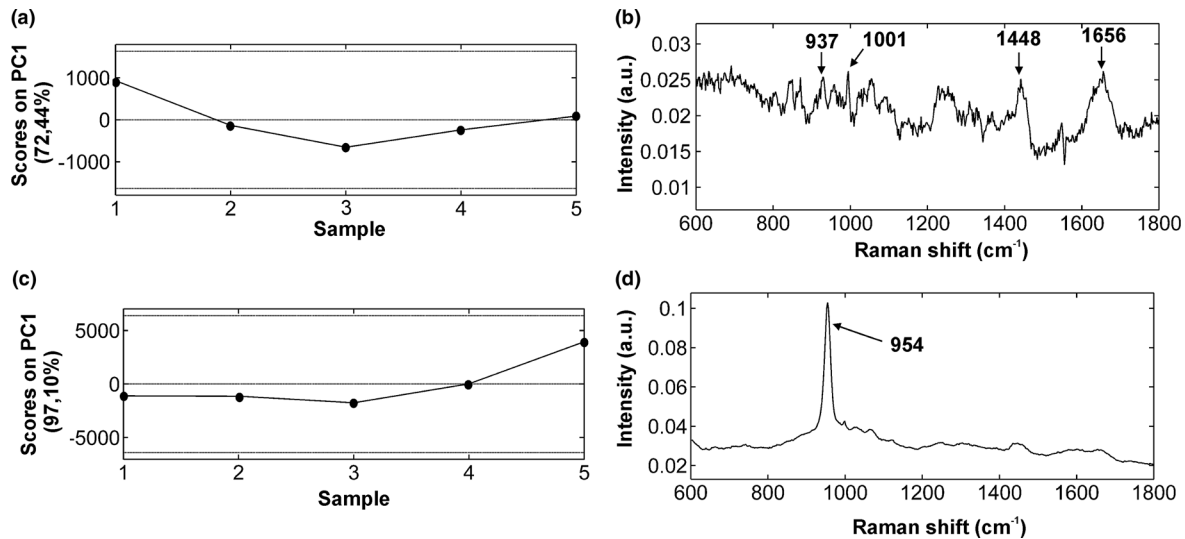 (a)
Scores on PC1
(72,44%)
1000
0
-1000
1 2 3 4 5
Sample
(b)
Intensity (a.u.)
0.03
0.025
0.02
0.015
0.01
937
1001
1448
1656
600 800 1000 1200 1400 1600 1800
Raman shift (cm-1)
(c)
Scores on PC1
(97,10%)
5000
0
-5000
1 2 3 4 5
Sample
(d)
Intensity (a.u.)
0.1
0.08
0.06
0.04
0.02
954
600 800 1000 1200 1400 1600 1800
Raman shift (cm-1)